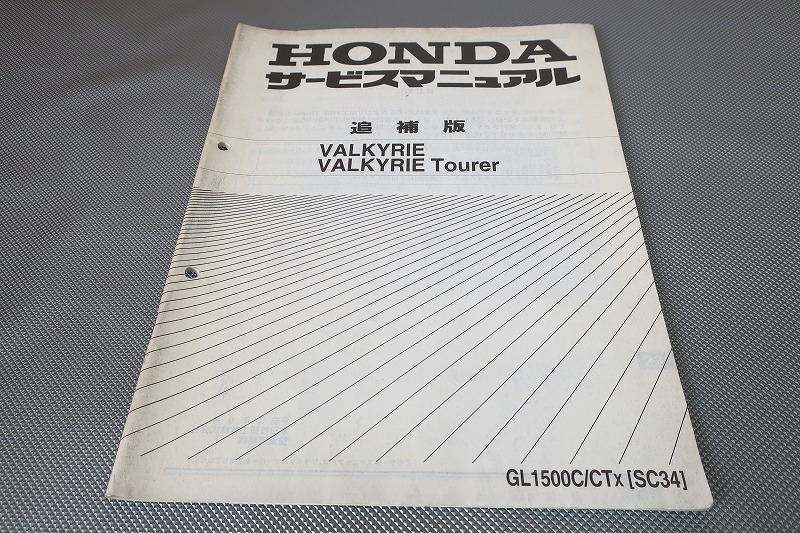 HONDA
サービスマニュアル
追補版
VALKYRIE
VALKYRIE Tourer
GL1500C/CTX [SC34]